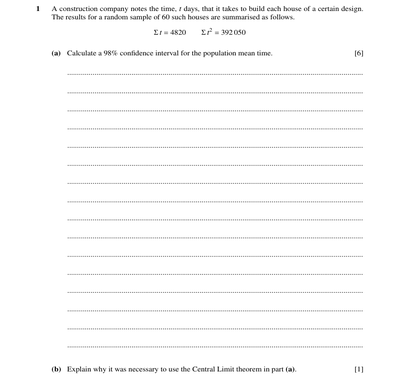 1 A construction company notes the time, t days, that it takes to build each house of a certain design.
The results for a random sample of 60 such houses are summarised as follows.
Σt = 4820 Σt² = 392 050
(a) Calculate a 98% confidence interval for the population mean time. [6]
(b) Explain why it was necessary to use the Central Limit theorem in part (a). [1]